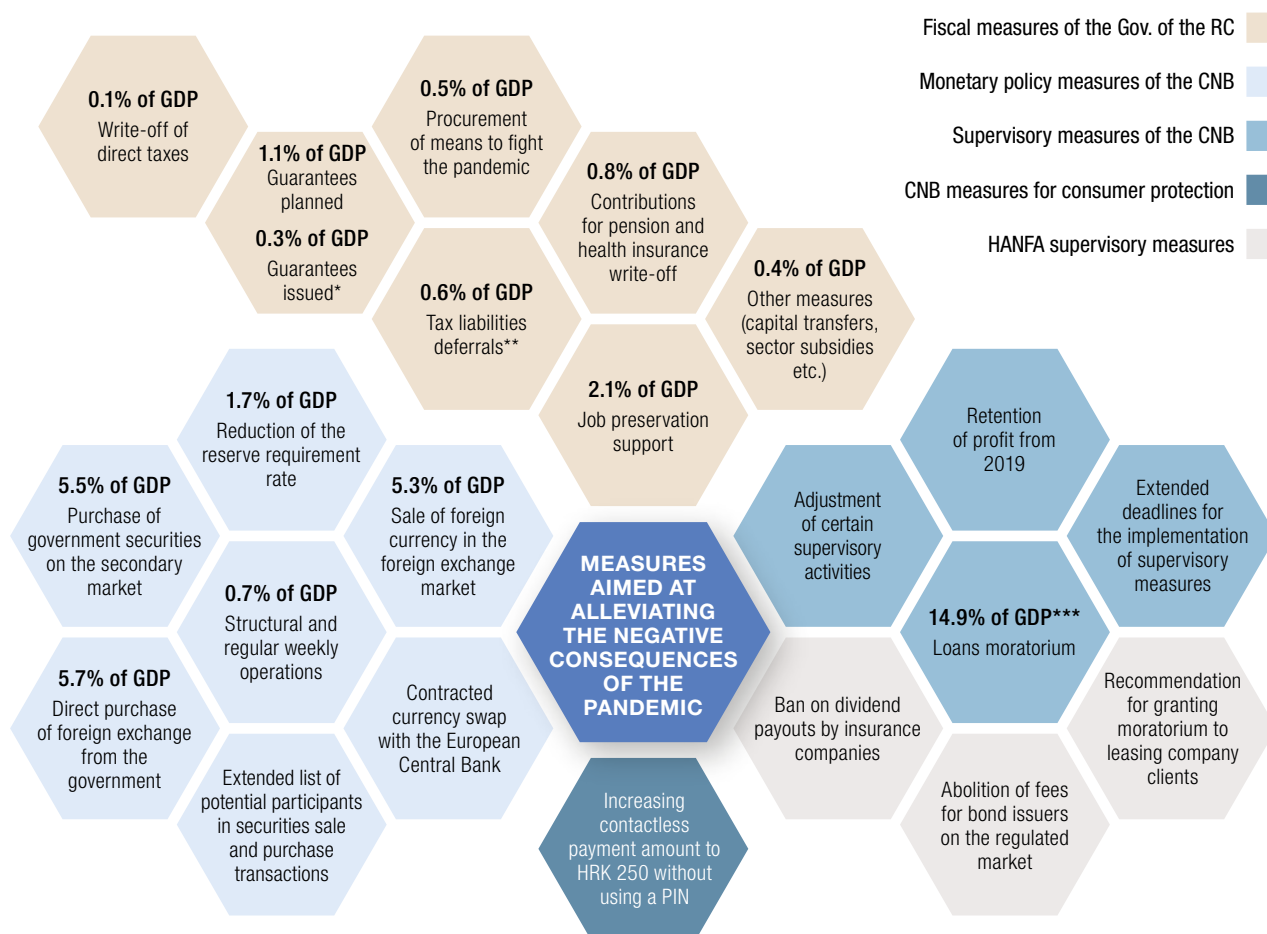 Fiscal measures of the Gov. of the RC
Monetary policy measures of the CNB
Supervisory measures of the CNB
CNB measures for consumer protection
HANFA supervisory measures
0.1% of GDP
Write-off of
direct taxes
1.1% of GDP
Guarantees
planned
0.3% of GDP
Guarantees
issued*
0.5% of GDP
Procurement
of means to fight
the pandemic
0.6% of GDP
Tax liabilities
deferrals**
0.8% of GDP
Contributions
for pension and
health insurance
write-off
2.1% of GDP
Job preservation
support
0.4% of GDP
Other measures
(capital transfers,
sector subsidies
etc.)
5.5% of GDP
Purchase of
government securities
on the secondary
market
1.7% of GDP
Reduction of the
reserve requirement
rate
5.3% of GDP
Sale of foreign
currency in the
foreign exchange
market
0.7% of GDP
Structural and
regular weekly
operations
5.7% of GDP
Direct purchase
of foreign exchange
from the
government
Extended list of
potential participants
in securities sale
and purchase
transactions
Contracted
currency swap
with the European
Central Bank
MEASURES
AIMED AT
ALLEVIATING
THE NEGATIVE
CONSEQUENCES
OF THE
PANDEMIC
Increasing
contactless
payment amount to
HRK 250 without
using a PIN
Adjustment
of certain
supervisory
activities
Retention
of profit from
2019
Extended
deadlines for
the implementation
of supervisory
measures
14.9% of GDP***
Loans moratorium
Ban on dividend
payouts by insurance
companies
Abolition of fees
for bond issuers
on the regulated
market
Recommendation
for granting
moratorium to
leasing company
clients